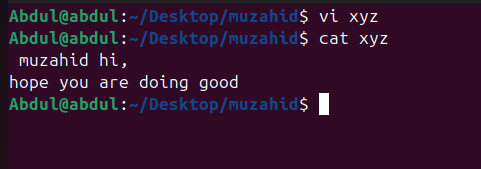 Abdul@abdul:~/Desktop/muzahid$ vi xyz
Abdul@abdul:~/Desktop/muzahid$ cat xyz
 muzahid hi,
hope you are doing good
Abdul@abdul:~/Desktop/muzahid$